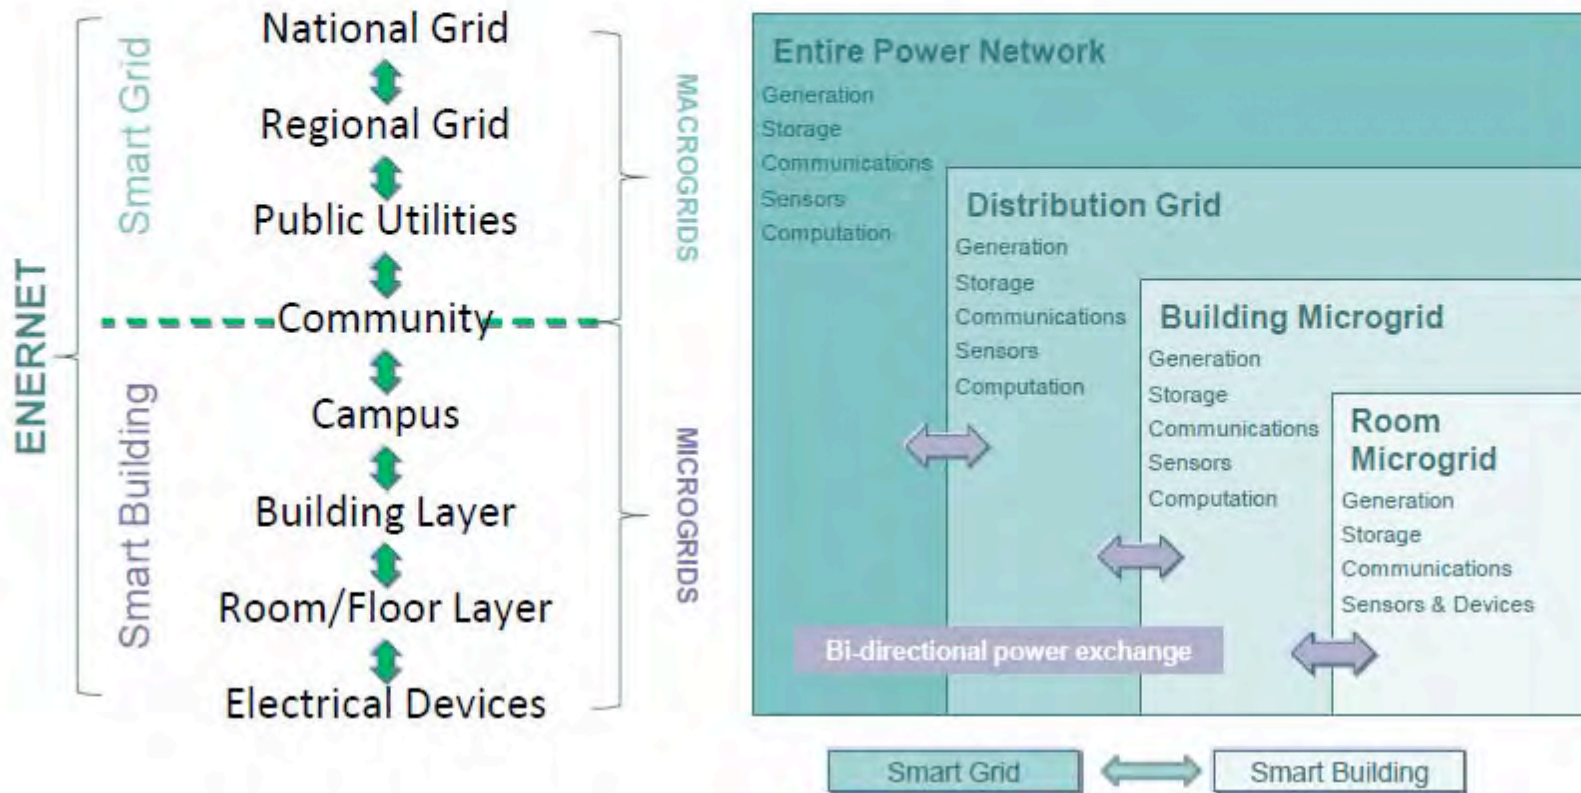 ENERNET
Smart Grid
Smart Building
National Grid
Regional Grid
Public Utilities
Community
Campus
Building Layer
Room/Floor Layer
Electrical Devices
MACROGRIDS
MICROGRIDS
Entire Power Network
Generation
Storage
Communications
Sensors
Computation
Distribution Grid
Generation
Storage
Communications
Sensors
Computation
Building Microgrid
Generation
Storage
Communications
Sensors
Computation
Room
Microgrid
Generation
Storage
Communications
Sensors & Devices
Bi-directional power exchange
Smart Grid
Smart Building